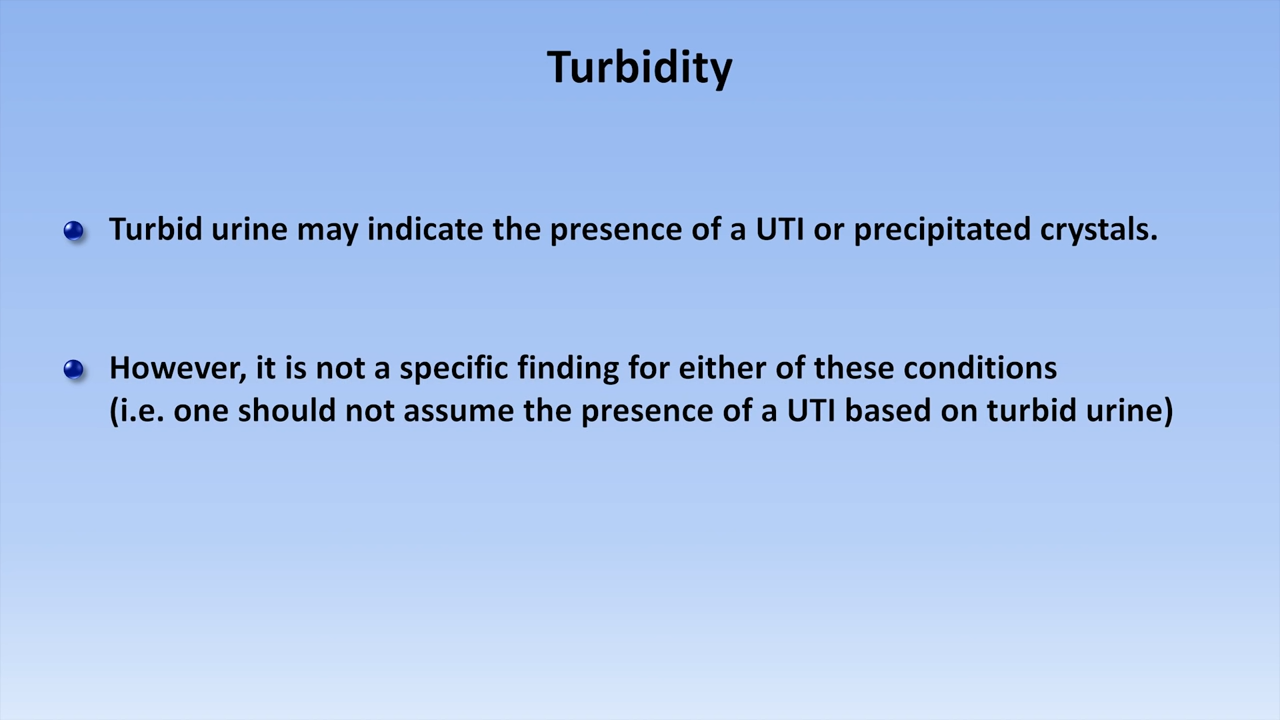 Turbidity
Turbid urine may indicate the presence of a UTI or precipitated crystals.
However, it is not a specific finding for either of these conditions
(i.e. one should not assume the presence of a UTI based on turbid urine)